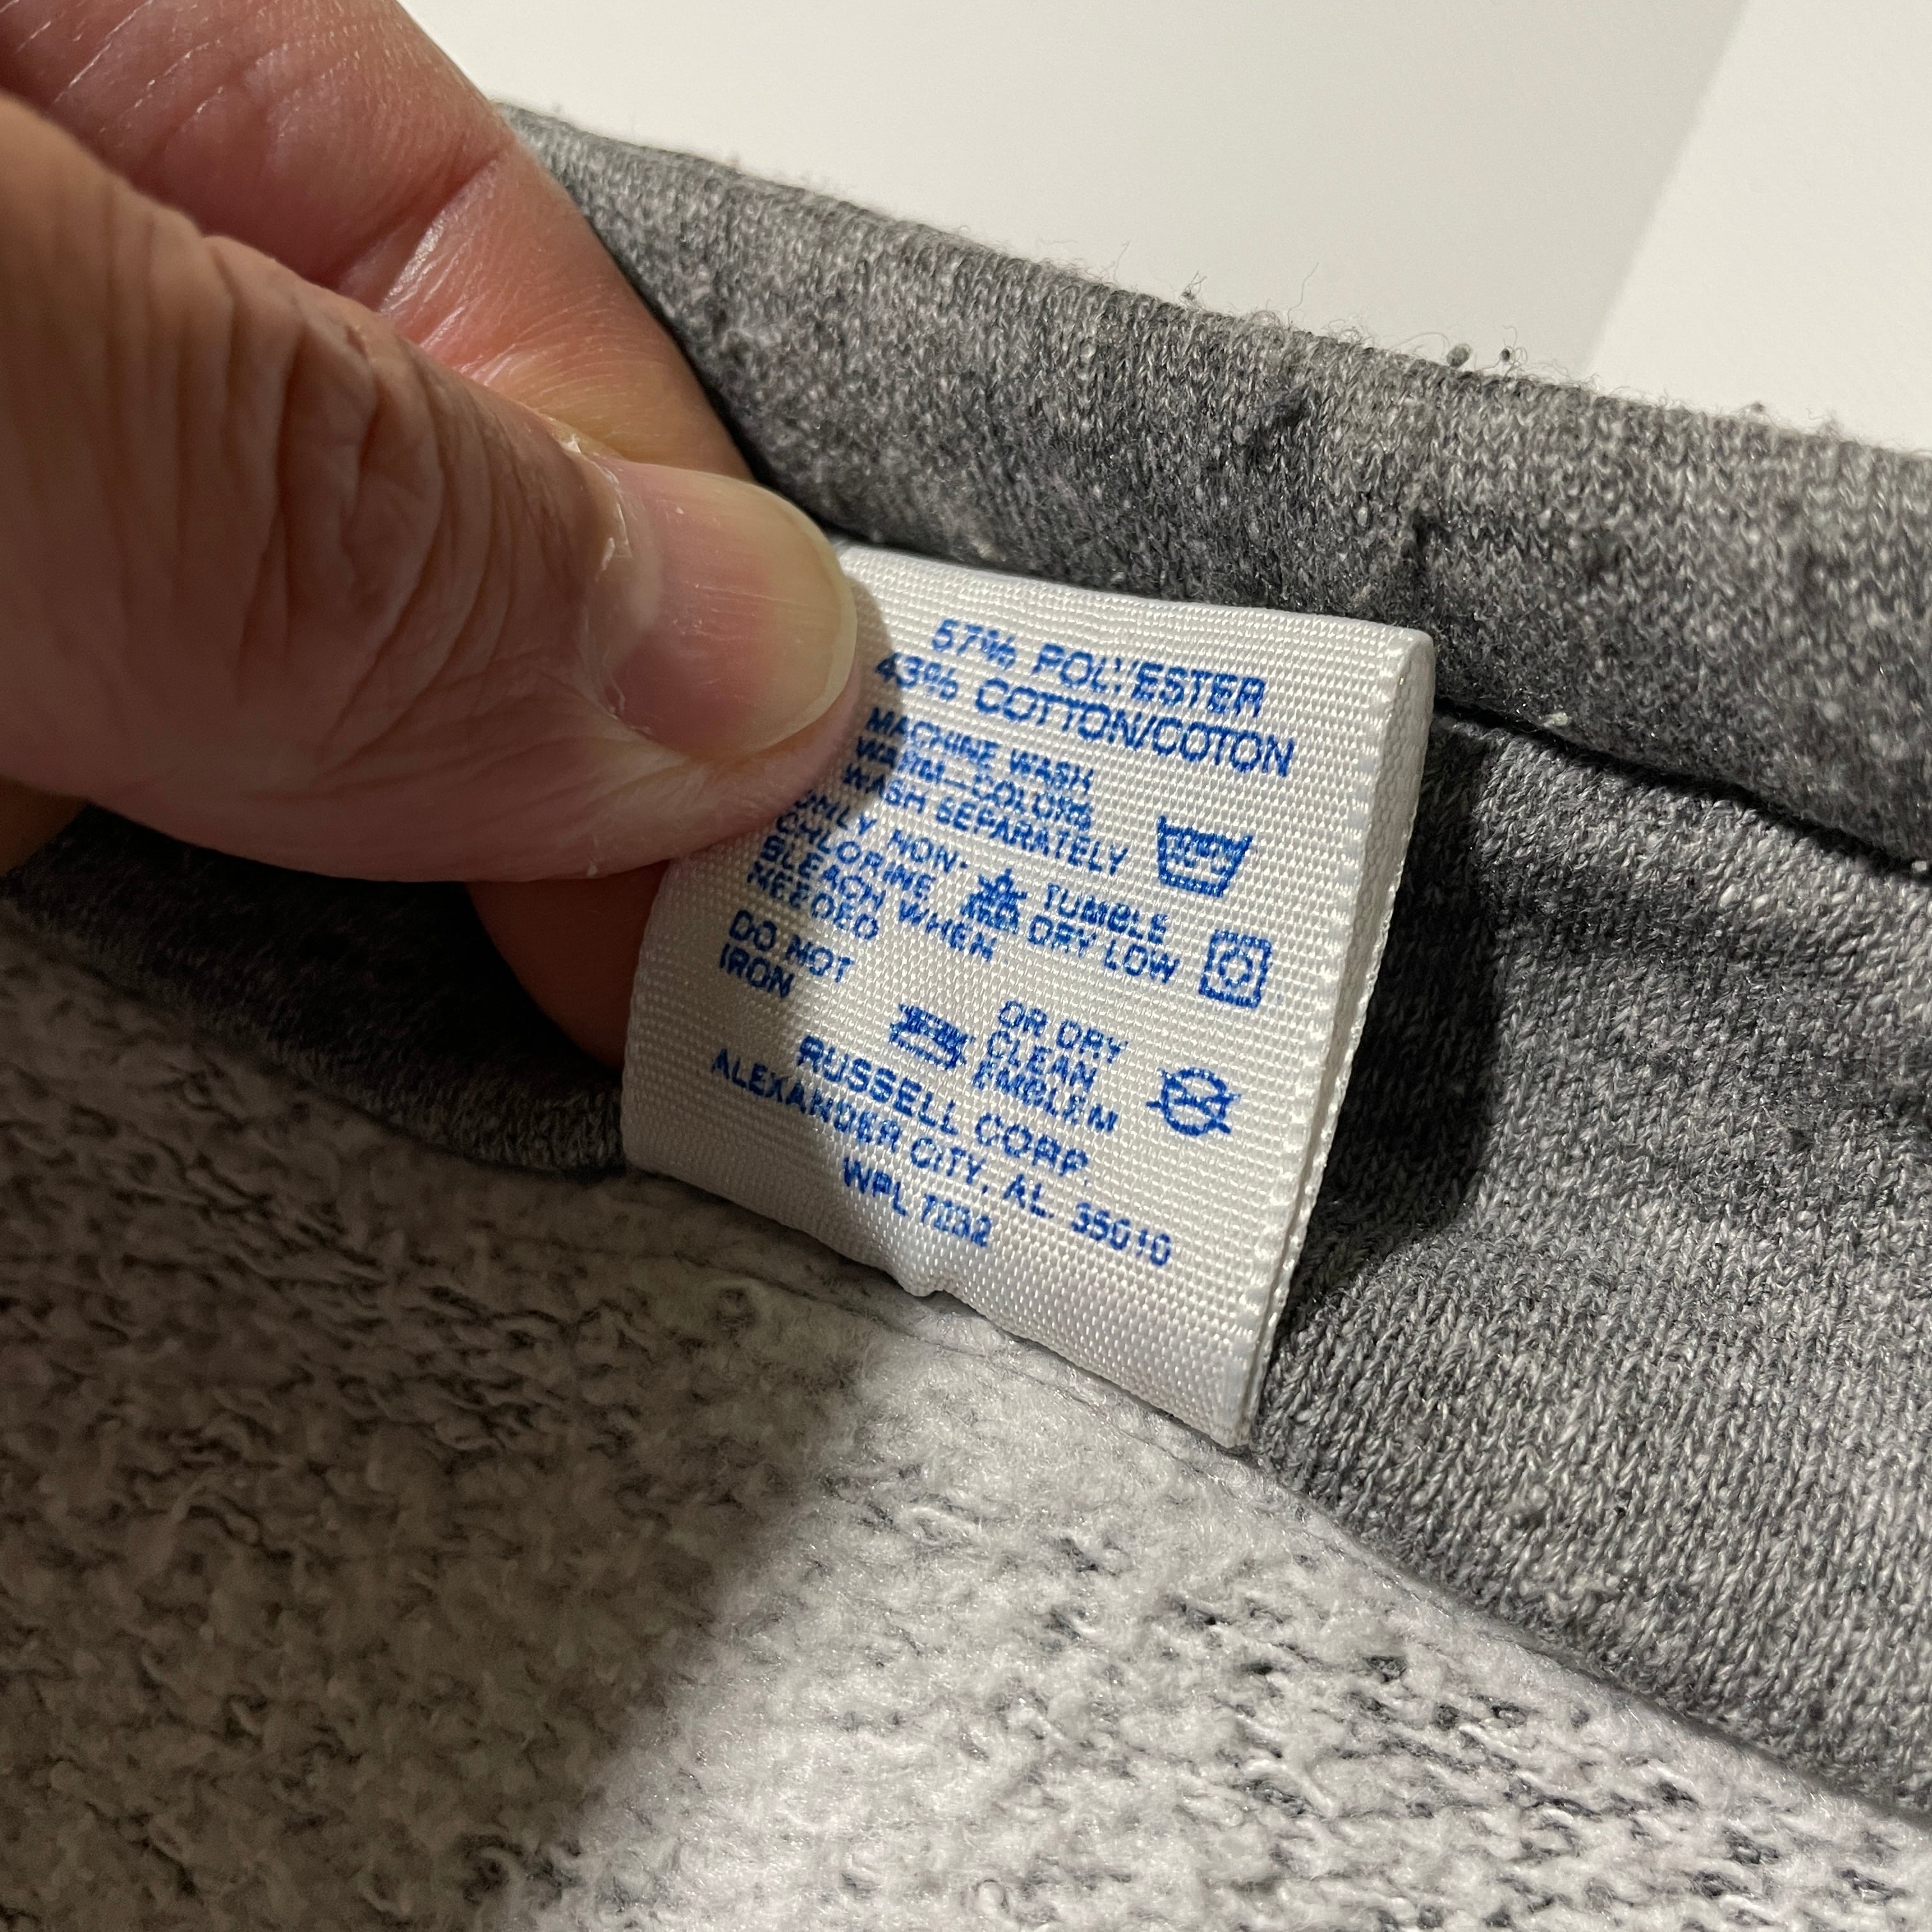 57% POLYESTER
43% COTTON/COTON
MACHINE WASH
WARM-COLORS
WASH SEPARATELY
ONLY NON-
CHLORINE
BLEACH WHEN
NEEDED
TUMBLE
DRY LOW
DO NOT
IRON
OR DRY
CLEAN
EMBLEM
RUSSELL CORP.
ALEXANDER CITY, AL. 35010
WPL 7032